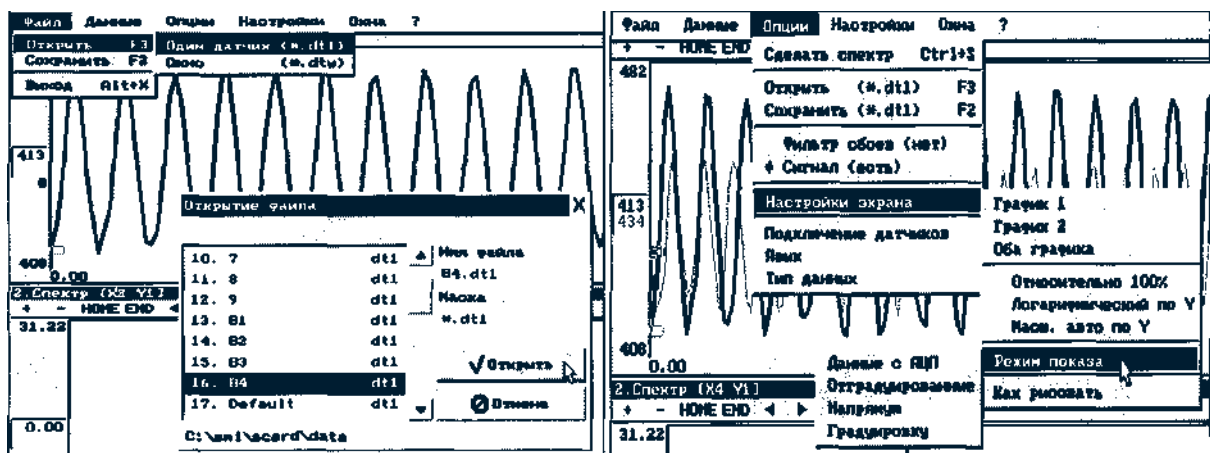 Файл Данные Опции Настройки Окна ?
Открыть F3
Сохранить F2
Выход Alt+X
Один датчик (*.dt1)
Окно (*.dtw)
413
408
0.00
2.Спектр (X2 Y1)
+ - HOME END
31.22
0.00
Открытие файла X
10. 7 dt1
11. 8 dt1
12. 9 dt1
13. B1 dt1
14. B2 dt1
15. B3 dt1
16. B4 dt1
17. Default dt1
Имя файла
B4.dt1
Маска
*.dt1
Открыть
Отмена
C:\uni\scard\data
Файл Данные Опции Настройки Окна ?
+ - HOME END
482
413
434
408
0.00
Сделать спектр Ctrl+S
Открыть (*.dt1) F3
Сохранить (*.dt1) F2
Фильтр сбоев (нет)
Сигнал (есть)
Настройки экрана
Подключение датчиков
Язык
Тип данных
График 1
График 2
Оба графика
Относительно 100%
Логарифмический по Y
Масш. авто по Y
Режим показа
Как рисовать
Данные с АЦП
Отградуированные
Напрямую
Градуировку
2.Спектр (X4 Y1)
+ - HOME END
31.22